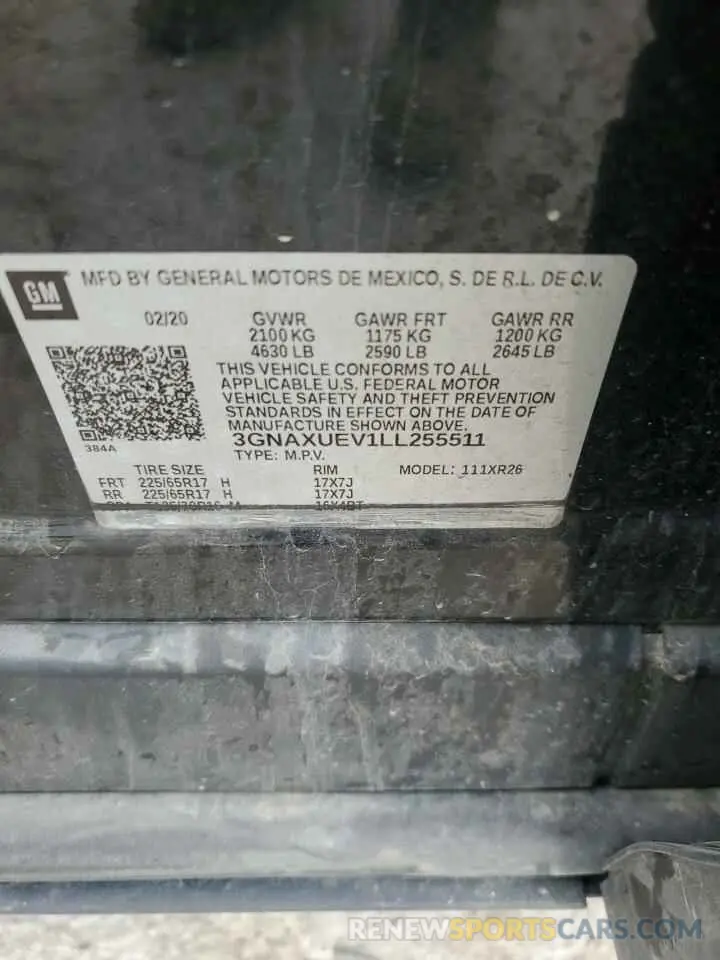 GM MFD BY GENERAL MOTORS DE MEXICO, S. DE R.L. DE C.V.
02/20 GVWR GAWR FRT GAWR RR
2100 KG 1175 KG 1200 KG
4630 LB 2590 LB 2645 LB
THIS VEHICLE CONFORMS TO ALL
APPLICABLE U.S. FEDERAL MOTOR
VEHICLE SAFETY AND THEFT PREVENTION
STANDARDS IN EFFECT ON THE DATE OF
MANUFACTURE SHOWN ABOVE.
384A 3GNAXUEV1LL255511
TYPE: M.P.V.
TIRE SIZE RIM MODEL: 111XR26
FRT 225/65R17 H 17X7J
RR 225/65R17 H 17X7J
M 16X4BT
RENEWSPORTSCARS.COM